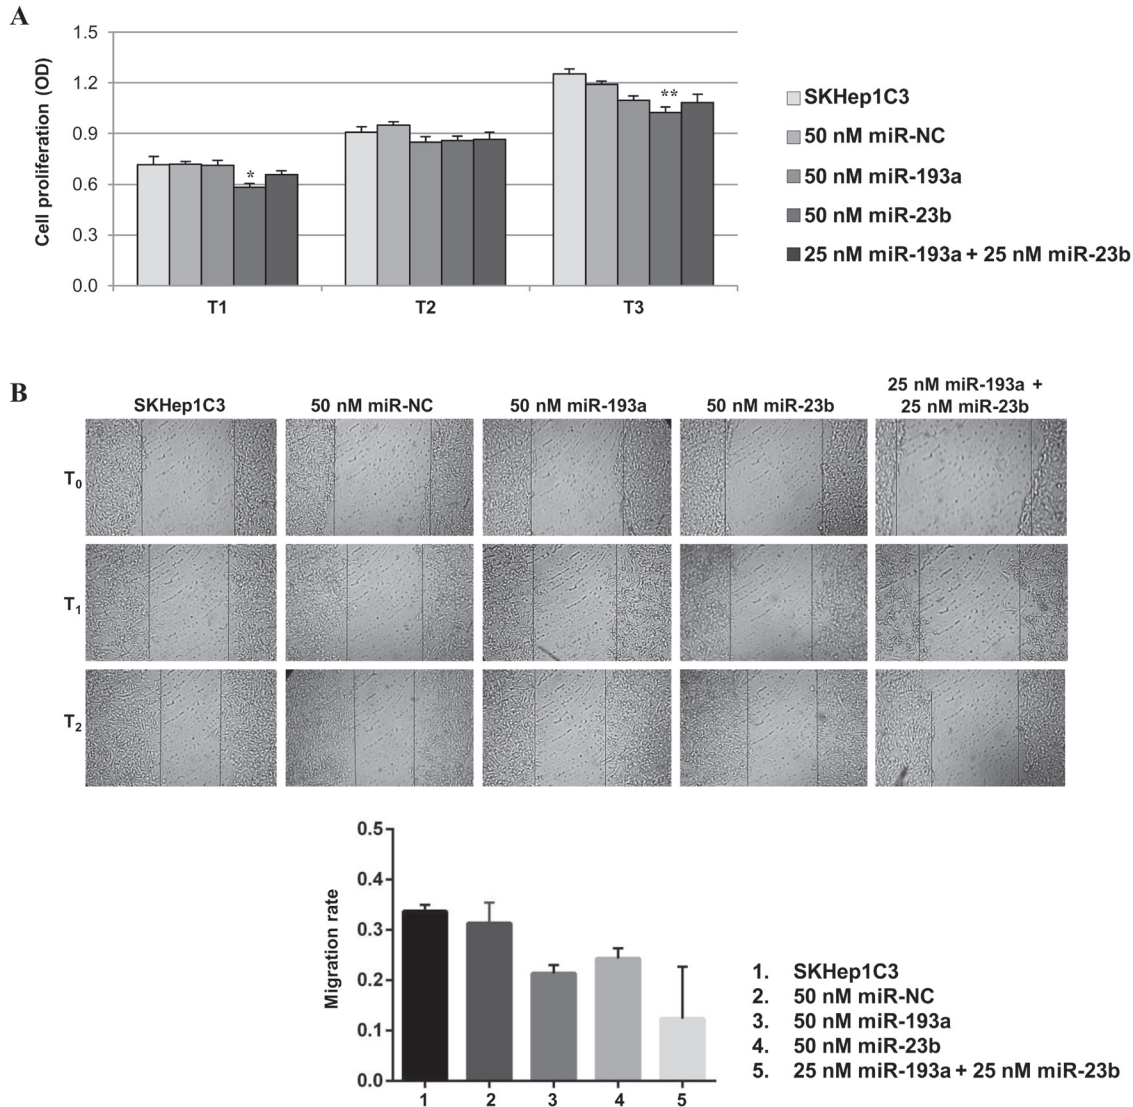 A
1.5
1.2
0.9
0.6
0.3
0.0
Cell proliferation (OD)
*
**
T1
T2
T3
SKHep1C3
50 nM miR-NC
50 nM miR-193a
50 nM miR-23b
25 nM miR-193a + 25 nM miR-23b
B
SKHep1C3
50 nM miR-NC
50 nM miR-193a
50 nM miR-23b
25 nM miR-193a +
25 nM miR-23b
T0
T1
T2
0.5
0.4
0.3
0.2
0.1
0.0
Migration rate
1 2 3 4 5
1. SKHep1C3
2. 50 nM miR-NC
3. 50 nM miR-193a
4. 50 nM miR-23b
5. 25 nM miR-193a + 25 nM miR-23b